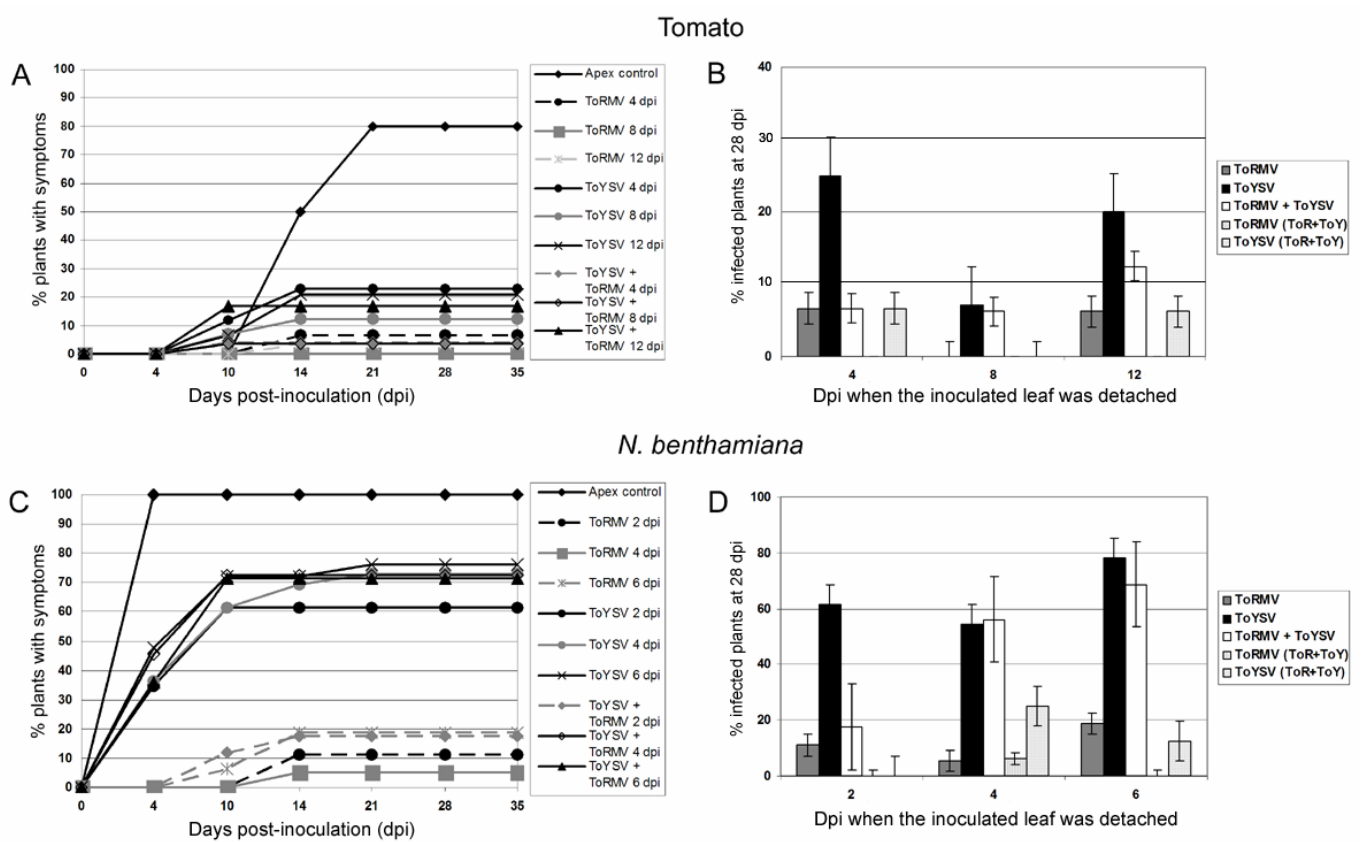 Tomato
A
% plants with symptoms
100
90
80
70
60
50
40
30
20
10
0
0
4
10
14
21
28
35
Days post-inoculation (dpi)
Apex control
ToRMV 4 dpi
ToRMV 8 dpi
ToRMV 12 dpi
ToYSV 4 dpi
ToYSV 8 dpi
ToYSV 12 dpi
ToYSV +
ToRMV 4 dpi
ToYSV +
ToRMV 8 dpi
ToYSV +
ToRMV 12 dpi
B
% infected plants at 28 dpi
40
30
20
10
0
4
8
12
Dpi when the inoculated leaf was detached
ToRMV
ToYSV
ToRMV + ToYSV
ToRMV (ToR+ToY)
ToYSV (ToR+ToY)
N. benthamiana
C
% plants with symptoms
100
90
80
70
60
50
40
30
20
10
0
0
4
10
14
21
28
35
Days post-inoculation (dpi)
Apex control
ToRMV 2 dpi
ToRMV 4 dpi
ToRMV 6 dpi
ToYSV 2 dpi
ToYSV 4 dpi
ToYSV 6 dpi
ToYSV +
ToRMV 2 dpi
ToYSV +
ToRMV 4 dpi
ToYSV +
ToRMV 6 dpi
D
% infected plants at 28 dpi
100
80
60
40
20
0
2
4
6
Dpi when the inoculated leaf was detached
ToRMV
ToYSV
ToRMV + ToYSV
ToRMV (ToR+ToY)
ToYSV (ToR+ToY)